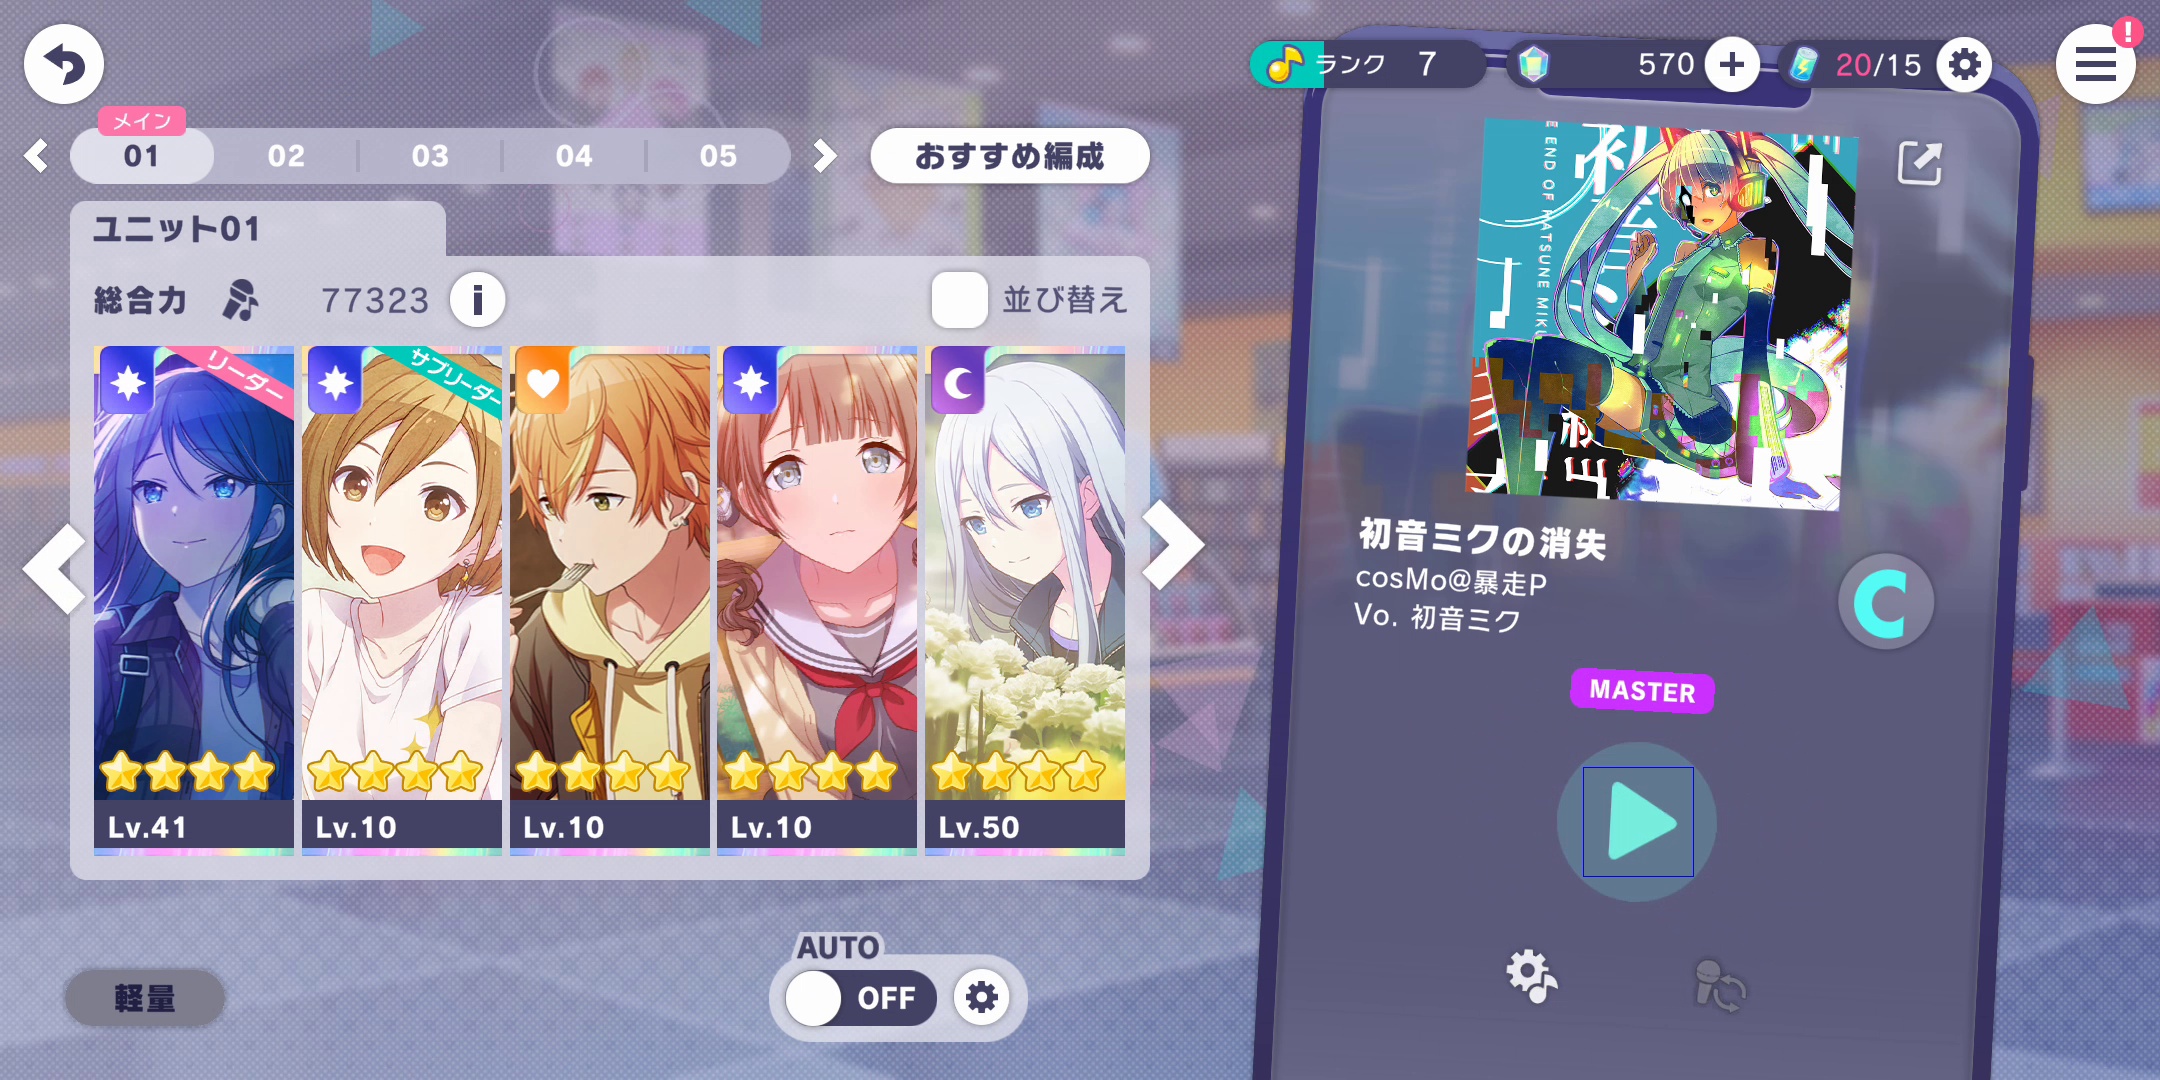 ランク 7
570
20/15
メイン
01 02 03 04 05
おすすめ編成
ユニット01
総合力 77323
並び替え
リーダー
サブリーダー
Lv.41
Lv.10
Lv.10
Lv.10
Lv.50
E END OF HATSUNE MIKU
初音ミクの消失
cosMo@暴走P
Vo. 初音ミク
C
MASTER
AUTO
OFF
軽量